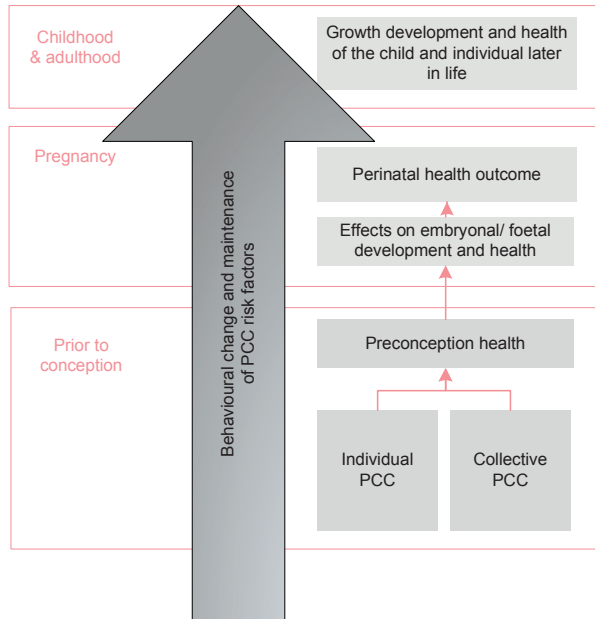 Childhood
& adulthood
Growth development and health
of the child and individual later
in life
Pregnancy
Perinatal health outcome
Effects on embryonal/ foetal
development and health
Behavioural change and maintenance
of PCC risk factors
Prior to
conception
Preconception health
Individual
PCC
Collective
PCC